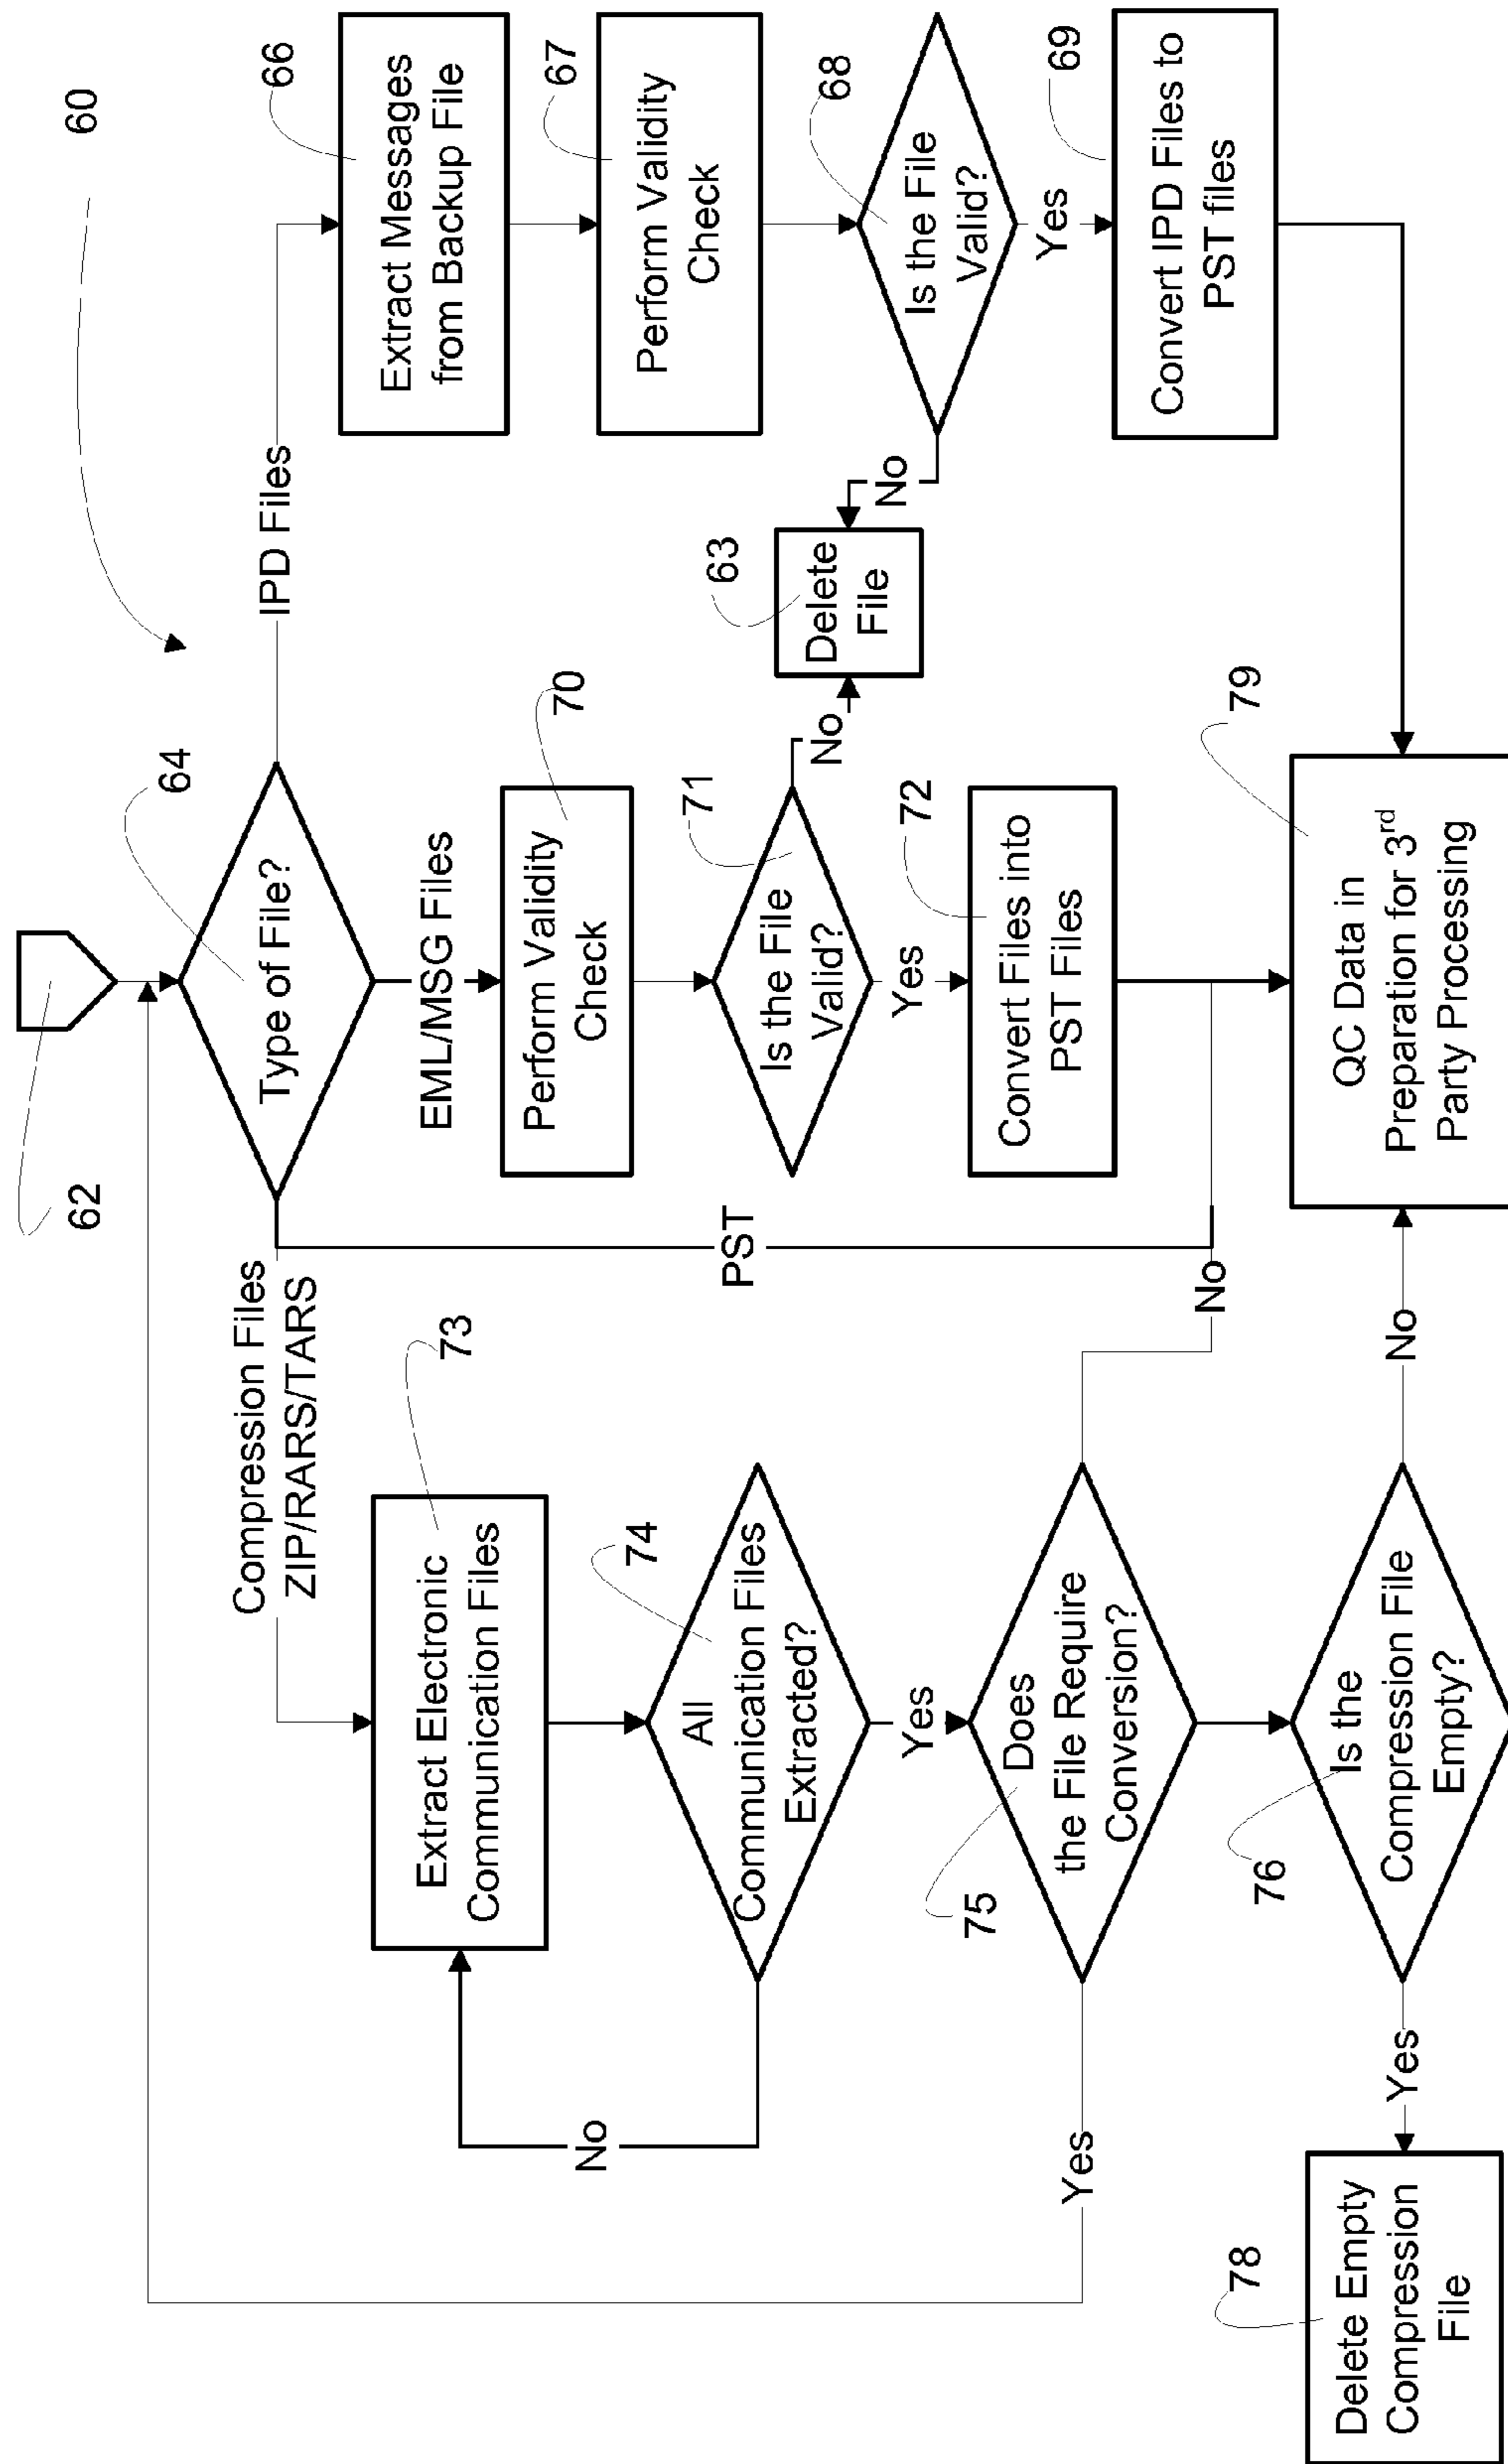 60
62
64
Type of File?
IPD Files
66
Extract Messages
from Backup File
67
Perform Validity
Check
68
Is the File
Valid?
No
Yes
69
Convert IPD Files to
PST files
63
Delete
File
EML/MSG Files
70
Perform Validity
Check
71
Is the File
Valid?
No
Yes
72
Convert Files into
PST Files
PST
Compression Files
ZIP/RARS/TARS
73
Extract Electronic
Communication Files
74
All
Communication Files
Extracted?
No
Yes
75
Does
the File Require
Conversion?
Yes
No
76
Is the
Compression File
Empty?
Yes
No
78
Delete Empty
Compression
File
79
QC Data in
Preparation for 3rd
Party Processing